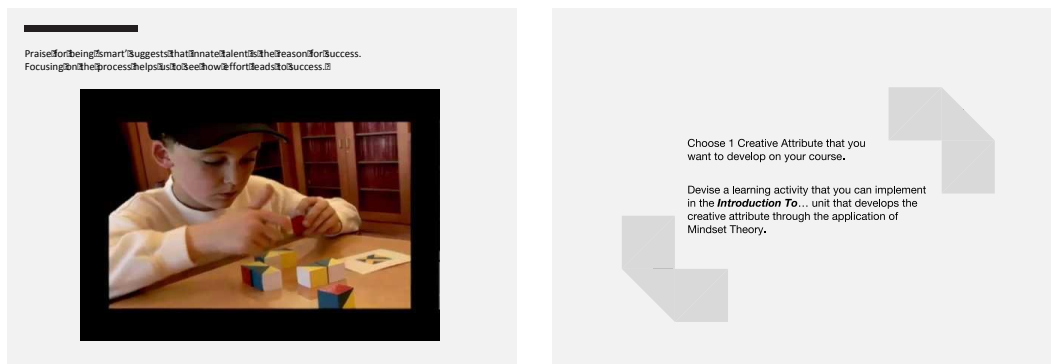 Praise for being 'smart' suggests that innate talent is the reason for success.
Focusing on the process helps us to see how effort leads to success.
Choose 1 Creative Attribute that you
want to develop on your course.
Devise a learning activity that you can implement
in the Introduction To… unit that develops the
creative attribute through the application of
Mindset Theory.